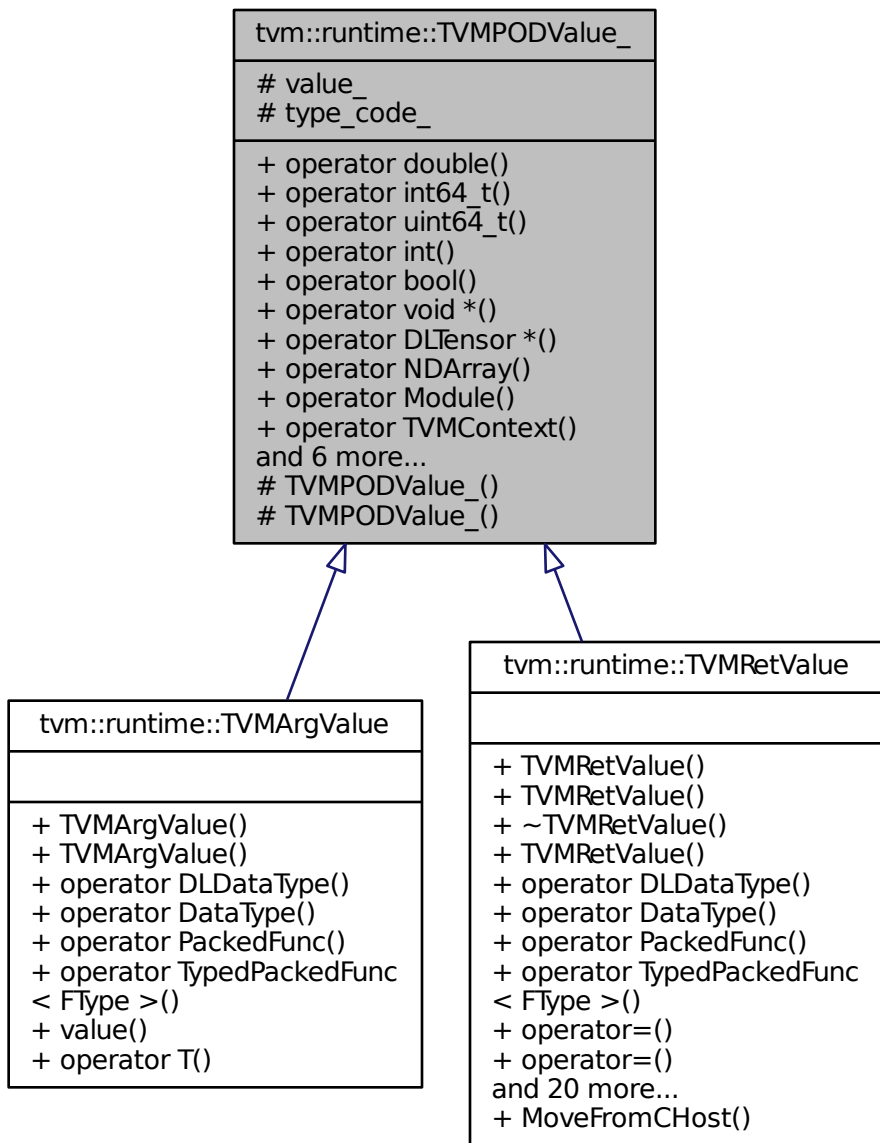 tvm::runtime::TVMPODValue_
# value_
# type_code_
+ operator double()
+ operator int64_t()
+ operator uint64_t()
+ operator int()
+ operator bool()
+ operator void *()
+ operator DLTensor *()
+ operator NDArray()
+ operator Module()
+ operator TVMContext()
and 6 more...
# TVMPODValue_()
# TVMPODValue_()
tvm::runtime::TVMArgValue
+ TVMArgValue()
+ TVMArgValue()
+ operator DLDataType()
+ operator DataType()
+ operator PackedFunc()
+ operator TypedPackedFunc
< FType >()
+ value()
+ operator T()
tvm::runtime::TVMRetValue
+ TVMRetValue()
+ TVMRetValue()
+ ~TVMRetValue()
+ TVMRetValue()
+ operator DLDataType()
+ operator DataType()
+ operator PackedFunc()
+ operator TypedPackedFunc
< FType >()
+ operator=()
+ operator=()
and 20 more...
+ MoveFromCHost()